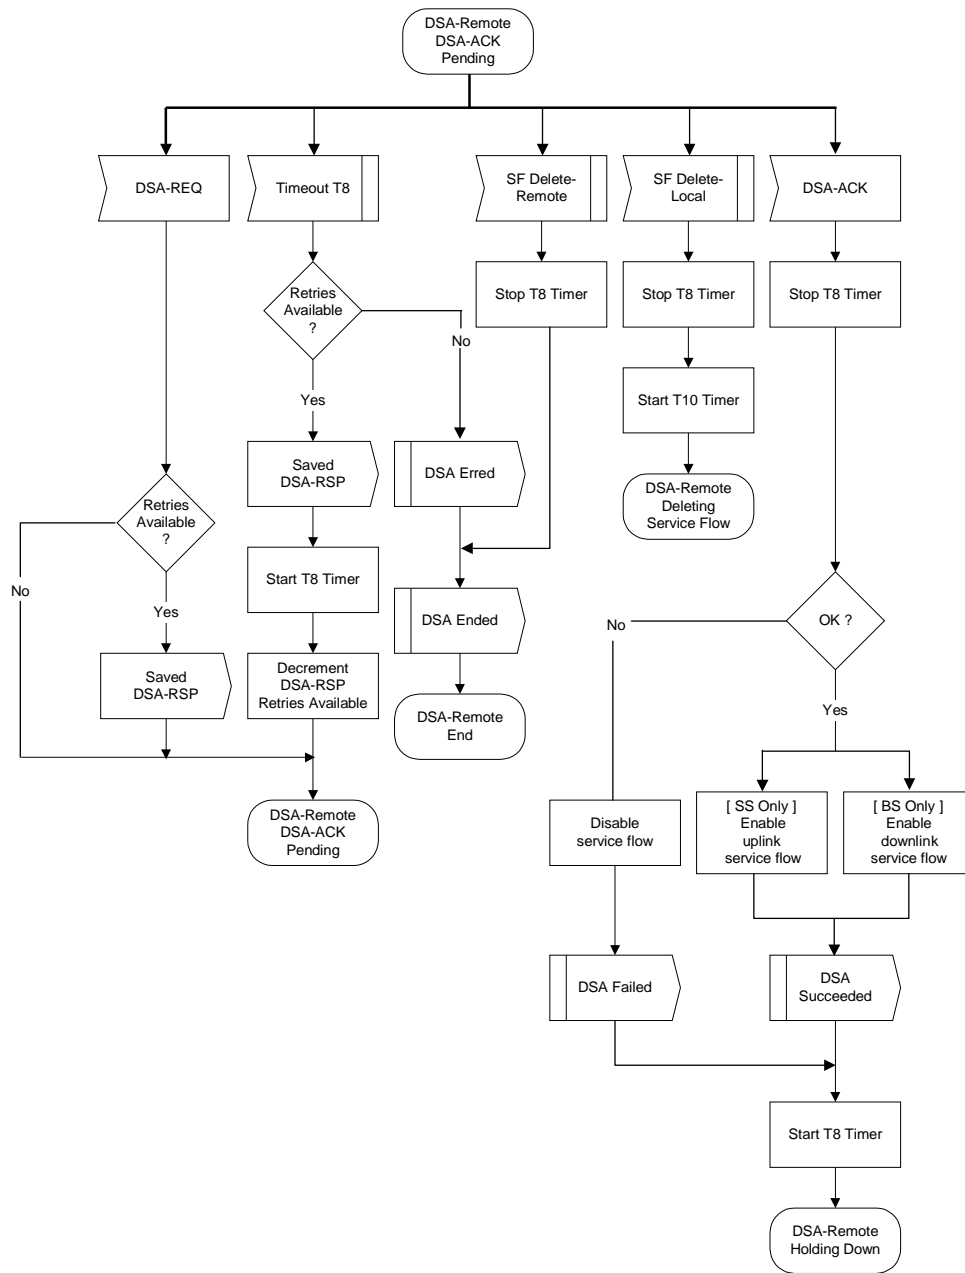 DSA-Remote
DSA-ACK
Pending
DSA-REQ
Timeout T8
SF Delete-
Remote
SF Delete-
Local
DSA-ACK
Retries
Available
?
Stop T8 Timer
Stop T8 Timer
Stop T8 Timer
No
Yes
Start T10 Timer
Saved
DSA-RSP
DSA Erred
DSA-Remote
Deleting
Service Flow
Retries
Available
?
No
Start T8 Timer
Yes
DSA Ended
OK ?
No
Saved
DSA-RSP
Decrement
DSA-RSP
Retries Available
DSA-Remote
End
Yes
DSA-Remote
DSA-ACK
Pending
Disable
service flow
[ SS Only ]
Enable
uplink
service flow
[ BS Only ]
Enable
downlink
service flow
DSA Failed
DSA
Succeeded
Start T8 Timer
DSA-Remote
Holding Down